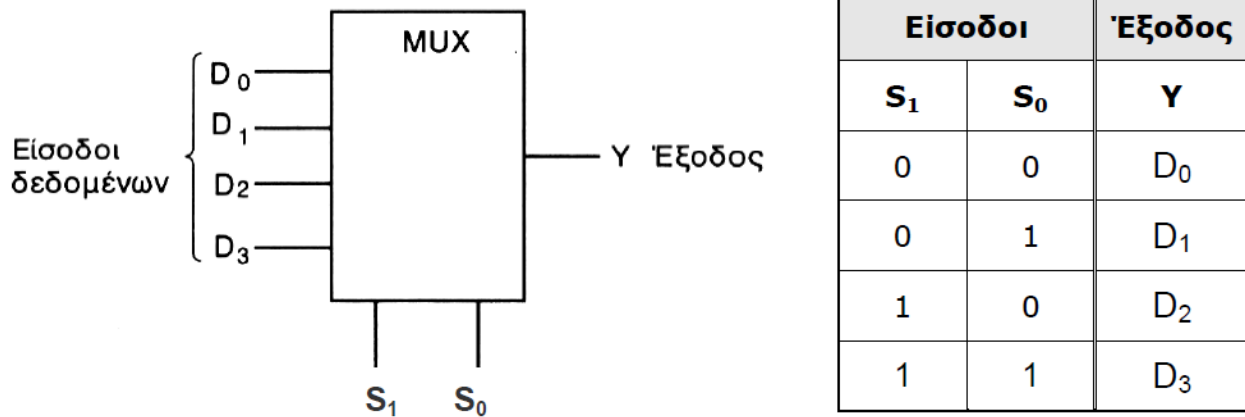 MUX
D₀
D₁
D₂
D₃
Είσοδοι
δεδομένων
Y Έξοδος
S₁ S₀
Είσοδοι Έξοδος
S₁ S₀ Y
0 0 D₀
0 1 D₁
1 0 D₂
1 1 D₃